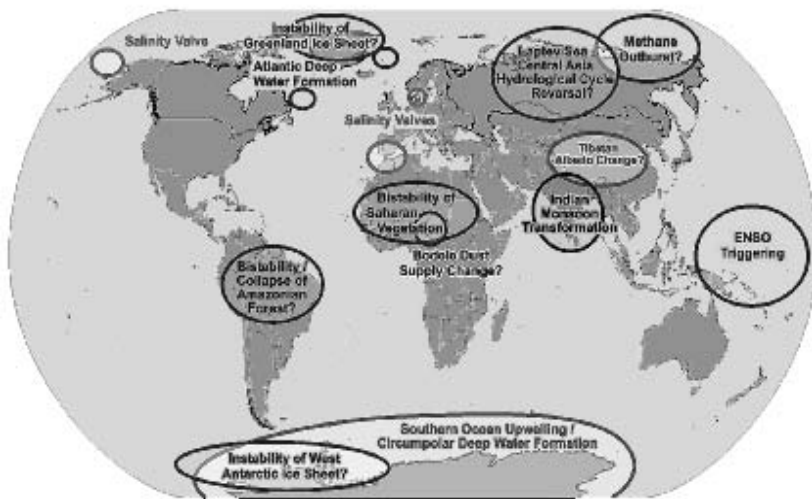 Salinity Valve
Instability of
Greenland Ice Sheet?
Atlantic Deep
Water Formation
Laptev Sea
Central Asia
Hydrological Cycle
Reversal?
Methane
Outburst?
Salinity Valves
Tibetan
Albedo Change?
Bistability of
Saharan
Vegetation
Indian
Monsoon
Transformation
ENSO
Triggering
Bodele Dust
Supply Change?
Bistability /
Collapse of
Amazonian
Forest?
Southern Ocean Upwelling /
Circumpolar Deep Water Formation
Instability of West
Antarctic Ice Sheet?